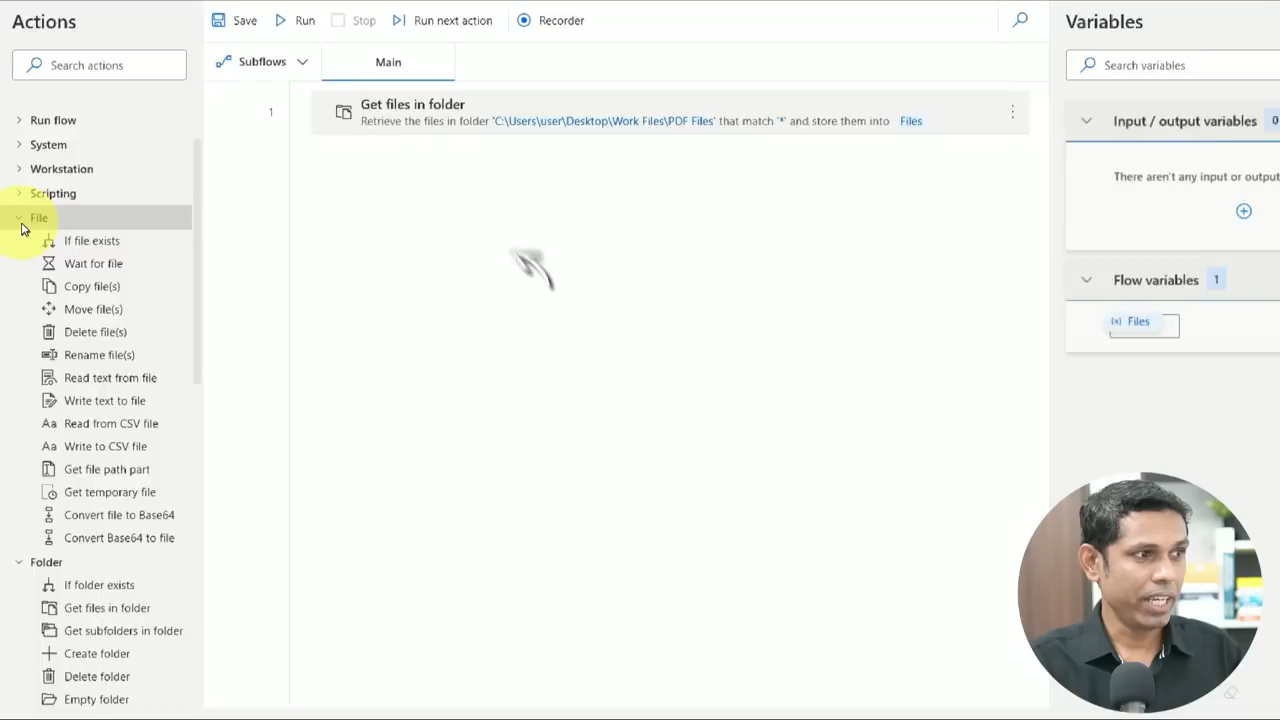 Actions
Search actions
Run flow
System
Workstation
Scripting
File
If file exists
Wait for file
Copy file(s)
Move file(s)
Delete file(s)
Rename file(s)
Read text from file
Write text to file
Aa Read from CSV file
Aa Write to CSV file
Get file path part
Get temporary file
Convert file to Base64
Convert Base64 to file
Folder
If folder exists
Get files in folder
Get subfolders in folder
Create folder
Delete folder
Empty folder
Save Run Stop Run next action Recorder
Subflows Main
1
Get files in folder
Retrieve the files in folder 'C:\Users\user\Desktop\Work Files\PDF Files' that match '*' and store them into Files
Variables
Search variables
Input / output variables 0
There aren't any input or output
Flow variables 1
(x) Files